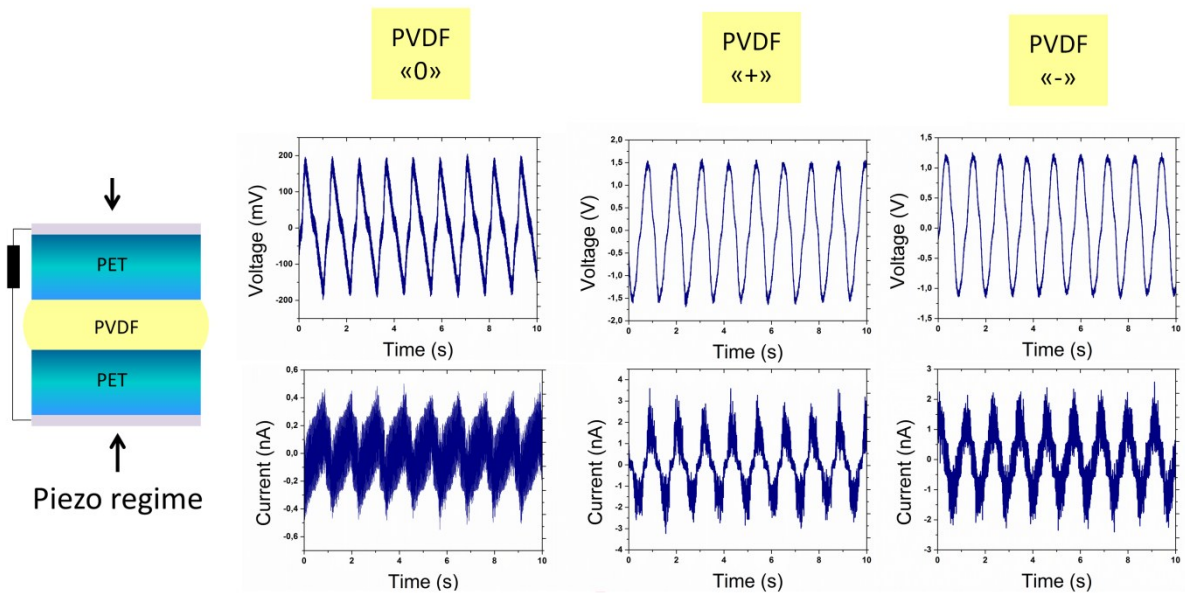 PVDF
«0»
PVDF
«+»
PVDF
«-»
PET
PVDF
PET
Piezo regime
Voltage (mV)
200
100
0
-100
-200
0 2 4 6 8 10
Time (s)
Voltage (V)
2,0
1,5
1,0
0,5
0,0
0,5
1,0
1,5
2,0
0 2 4 6 8 10
Time (s)
Voltage (V)
1,5
1,0
0,5
0,0
-0,5
-1,0
-1,5
0 2 4 6 8 10
Time (s)
Current (nA)
0,6
0,4
0,2
0,0
-0,2
-0,4
-0,6
0 2 4 6 8 10
Time (s)
Current (nA)
4
3
2
1
0
-1
-2
-3
-4
0 2 4 6 8 10
Time (s)
Current (nA)
3
2
1
0
-1
-2
-3
0 2 4 6 8 10
Time (s)